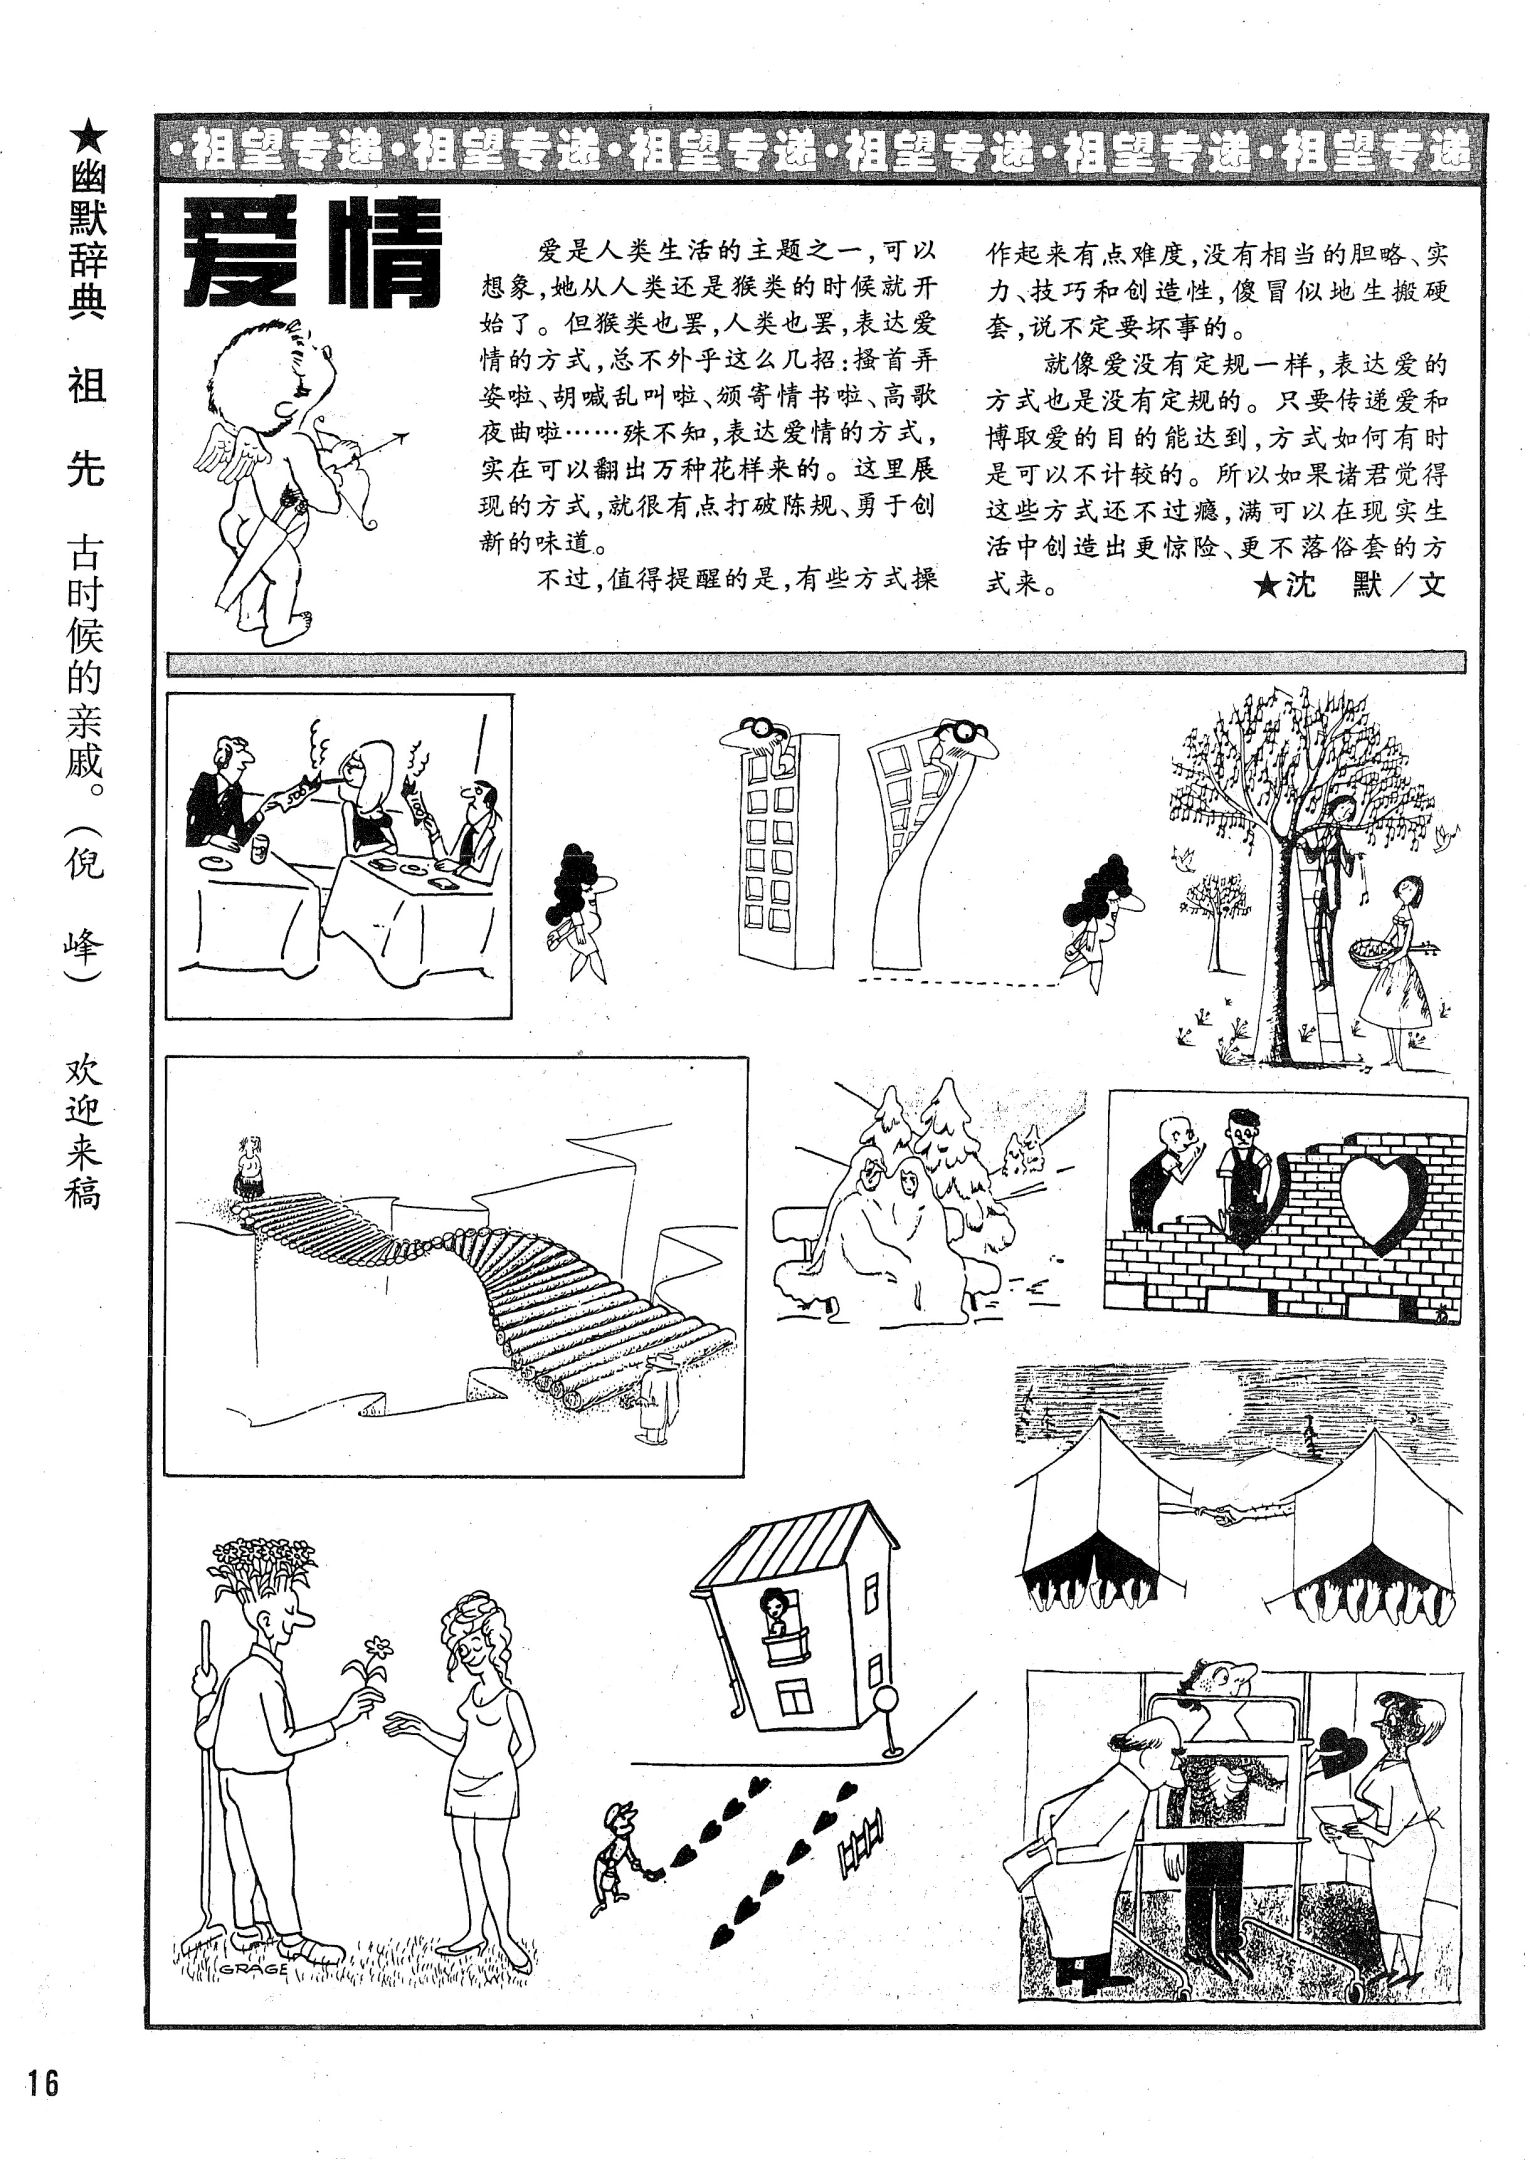 ·祖望专递·祖望专递·祖望专递·祖望专递·祖望专递·祖望专递
爱情
爱是人类生活的主题之一,可以
想象,她从人类还是猴类的时候就开
始了。但猴类也罢,人类也罢,表达爱
情的方式,总不外乎这么几招:搔首弄
姿啦、胡喊乱叫啦、颁寄情书啦、高歌
夜曲啦……殊不知,表达爱情的方式,
实在可以翻出万种花样来的。这里展
现的方式,就很有点打破陈规、勇于创
新的味道。
不过,值得提醒的是,有些方式操
作起来有点难度,没有相当的胆略、实
力、技巧和创造性,傻冒似地生搬硬
套,说不定要坏事的。
就像爱没有定规一样,表达爱的
方式也是没有定规的。只要传递爱和
博取爱的目的能达到,方式如何有时
是可以不计较的。所以如果诸君觉得
这些方式还不过瘾,满可以在现实生
活中创造出更惊险、更不落俗套的方
式来。
★沈 默/文
500
100
GRAGE
★幽默辞典 祖先 古时候的亲戚。(倪 峰) 欢迎来稿
16